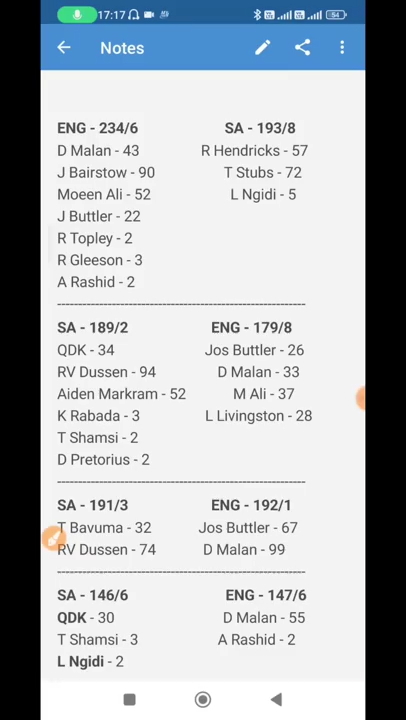 17:17
54
Notes
ENG - 234/6 SA - 193/8
D Malan - 43 R Hendricks - 57
J Bairstow - 90 T Stubs - 72
Moeen Ali - 52 L Ngidi - 5
J Buttler - 22
R Topley - 2
R Gleeson - 3
A Rashid - 2
----------------------------------------------------------
SA - 189/2 ENG - 179/8
QDK - 34 Jos Buttler - 26
RV Dussen - 94 D Malan - 33
Aiden Markram - 52 M Ali - 37
K Rabada - 3 L Livingston - 28
T Shamsi - 2
D Pretorius - 2
----------------------------------------------------------
SA - 191/3 ENG - 192/1
T Bavuma - 32 Jos Buttler - 67
RV Dussen - 74 D Malan - 99
----------------------------------------------------------
SA - 146/6 ENG - 147/6
QDK - 30 D Malan - 55
T Shamsi - 3 A Rashid - 2
L Ngidi - 2